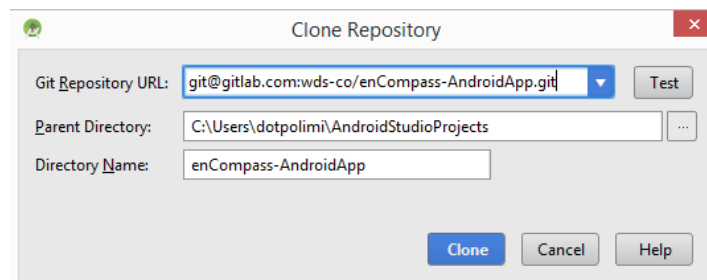 Clone Repository
Git Repository URL: git@gitlab.com:wds-co/enCompass-AndroidApp.git Test
Parent Directory: C:\Users\dotpolimi\AndroidStudioProjects ...
Directory Name: enCompass-AndroidApp
Clone Cancel Help